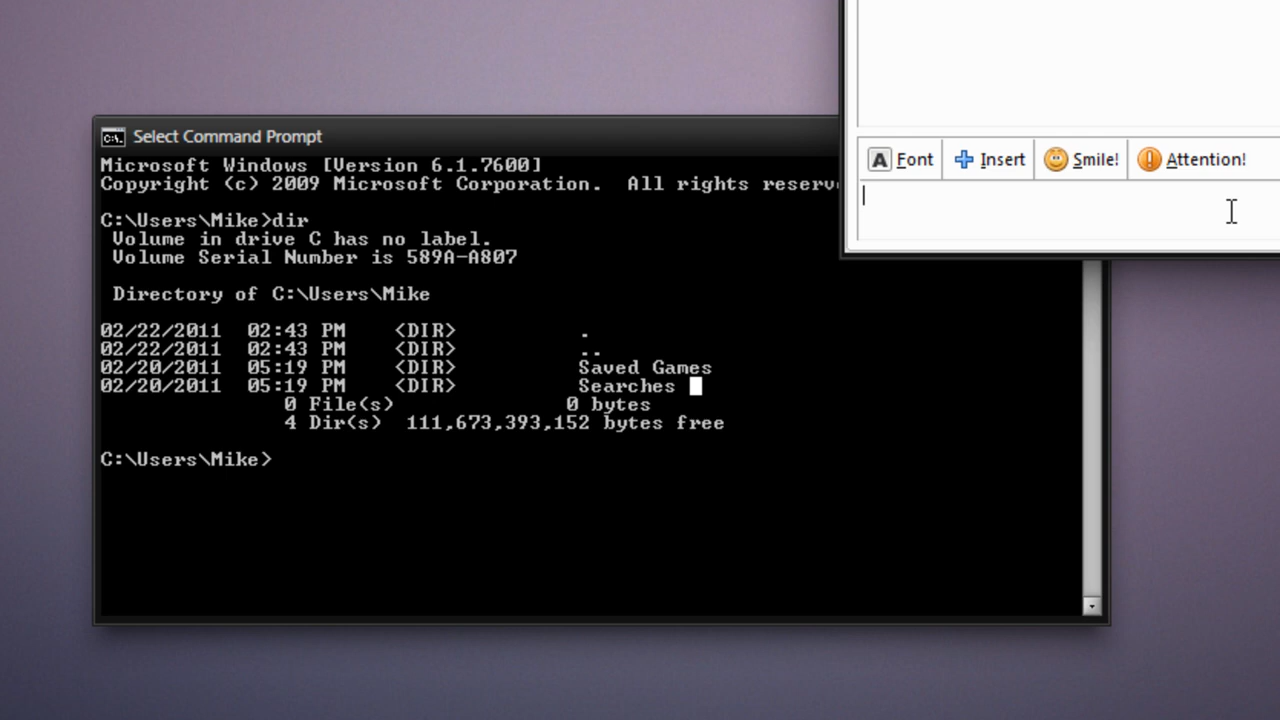 Select Command Prompt
Microsoft Windows [Version 6.1.7600]
Copyright (c) 2009 Microsoft Corporation.  All rights reserv
C:\Users\Mike>dir
Volume in drive C has no label.
Volume Serial Number is 589A-A807
Directory of C:\Users\Mike
02/22/2011  02:43 PM    <DIR>          .
02/22/2011  02:43 PM    <DIR>          ..
02/20/2011  05:19 PM    <DIR>          Saved Games
02/20/2011  05:19 PM    <DIR>          Searches
0 File(s)              0 bytes
4 Dir(s)  111,673,393,152 bytes free
C:\Users\Mike>
Font Insert Smile! Attention!